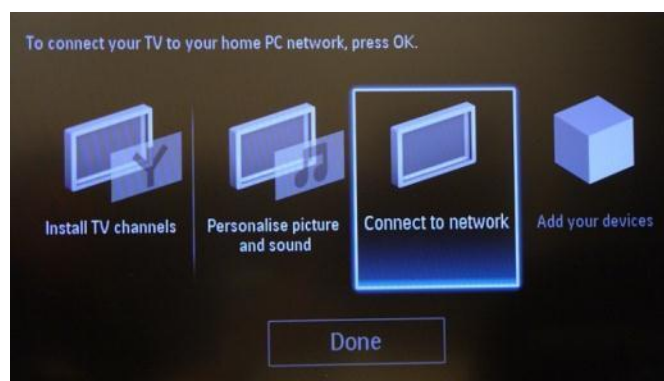 To connect your TV to your home PC network, press OK.
Install TV channels
Personalise picture
and sound
Connect to network
Add your devices
Done